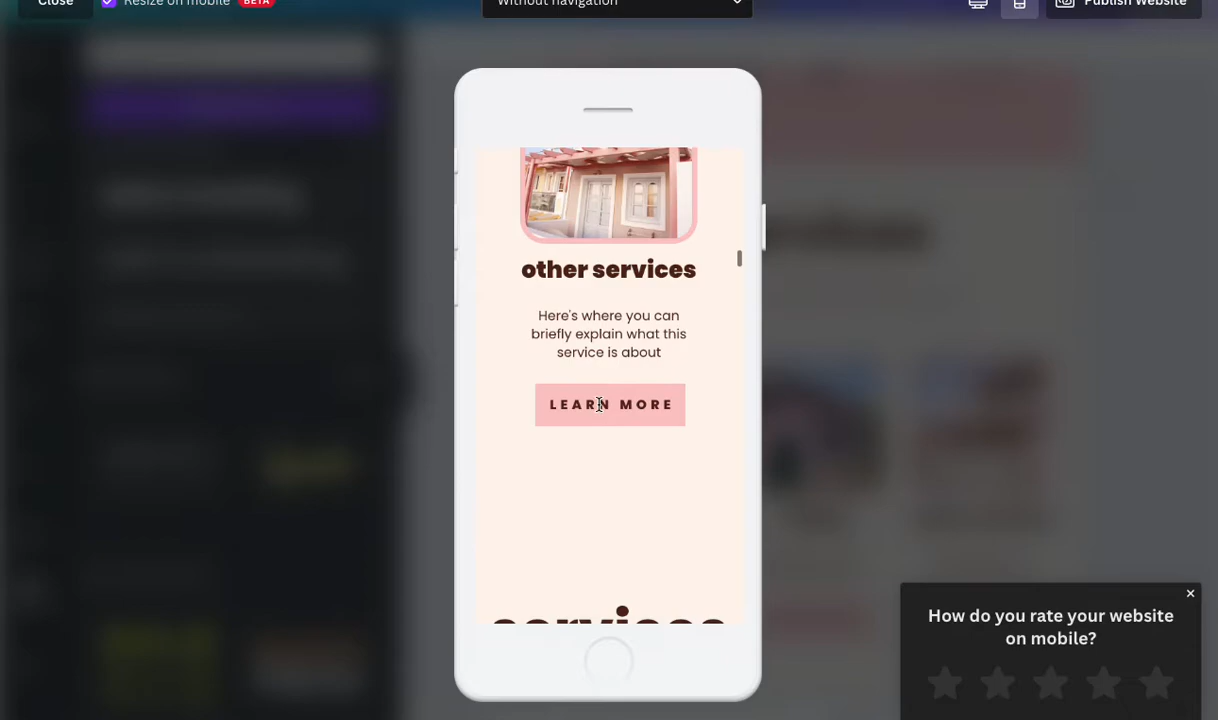 Close
Resize on mobile BETA
Without navigation
Publish Website
other services
Here's where you can
briefly explain what this
service is about
LEARN MORE
services
How do you rate your website
on mobile?